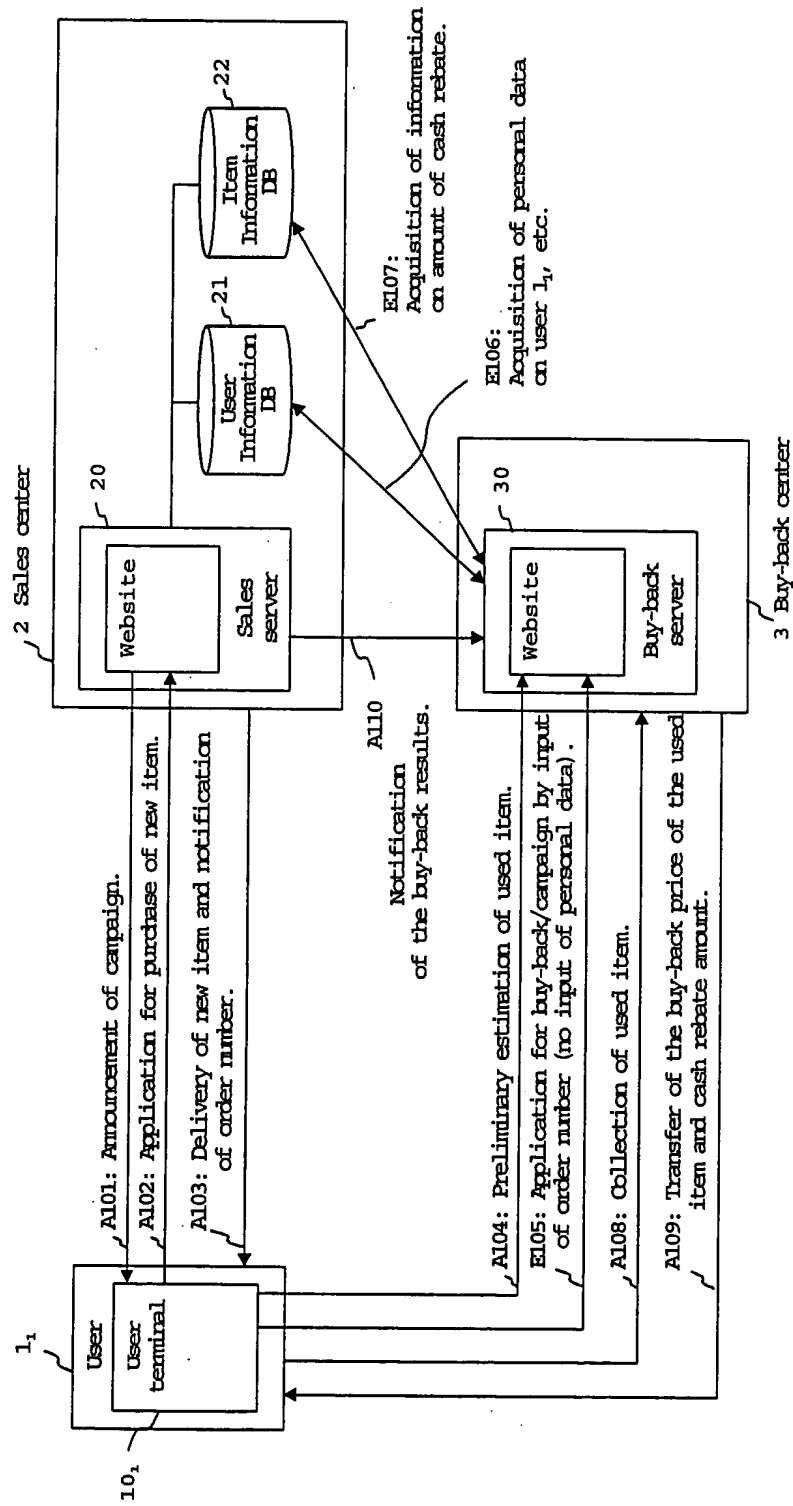 2 Sales center
20
Website
Sales
server
21
User
Information
DB
22
Item
Information
DB
1₁
User
User
terminal
10₁
A101: Announcement of campaign.
A102: Application for purchase of new item.
A103: Delivery of new item and notification
of order number.
A110
Notification
of the buy-back results.
E107:
Acquisition of information
on amount of cash rebate.
E106:
Acquisition of personal data
on user 1₁, etc.
A104: Preliminary estimation of used item.
E105: Application for buy-back/campaign by input
of order number (no input of personal data).
A108: Collection of used item.
A109: Transfer of the buy-back price of the used
item and cash rebate amount.
30
Website
Buy-back
server
3 Buy-back center